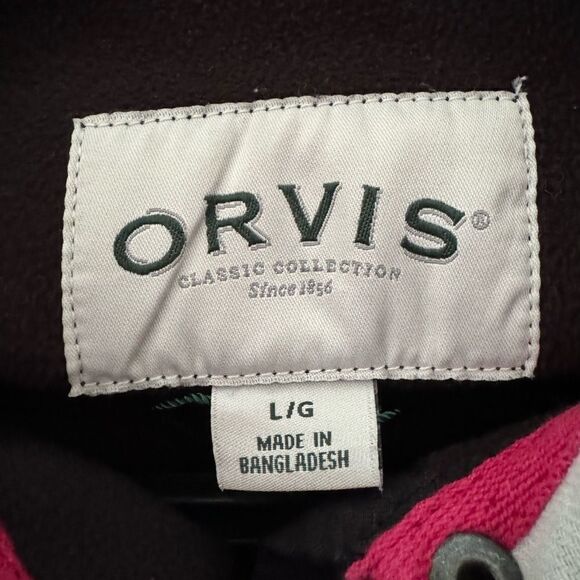 ORVIS®
CLASSIC COLLECTION
Since 1856
L/G
MADE IN
BANGLADESH